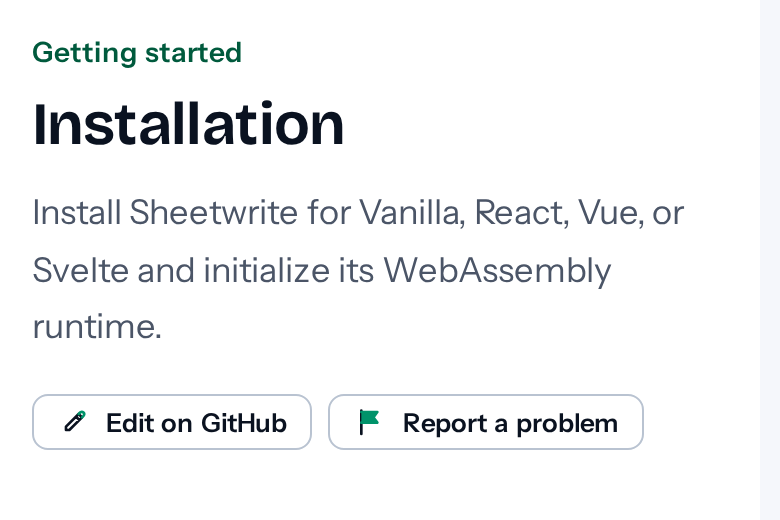 Getting started
Installation
Install Sheetwrite for Vanilla, React, Vue, or
Svelte and initialize its WebAssembly
runtime.
Edit on GitHub
Report a problem